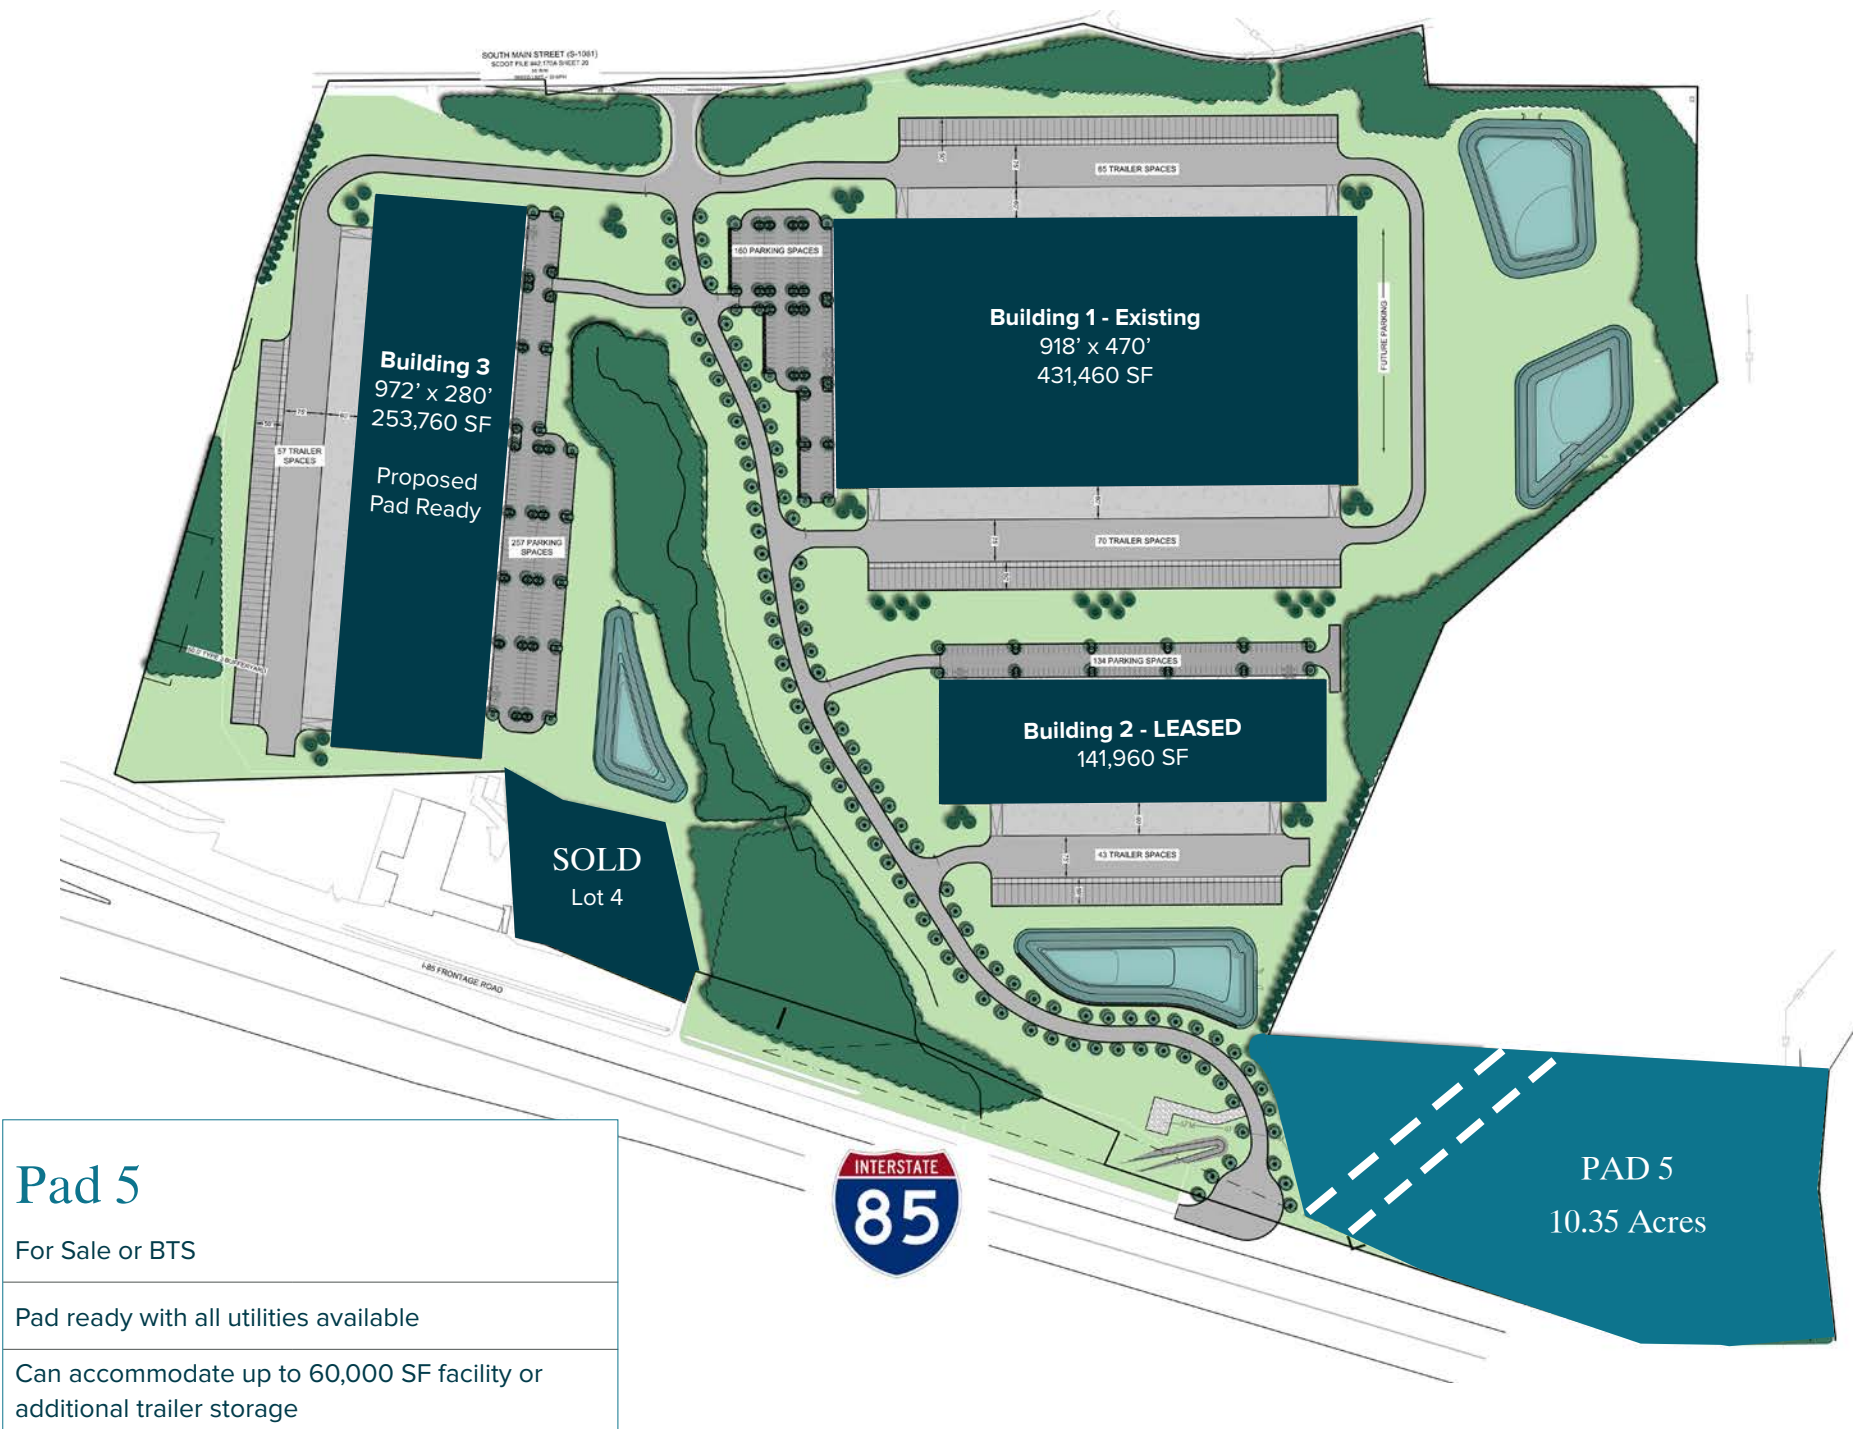 SOUTH MAIN STREET (S-1081)
65 TRAILER SPACES
160 PARKING SPACES
Building 1 - Existing
918' x 470'
431,460 SF
FUTURE PARKING
Building 3
972' x 280'
253,760 SF
Proposed
Pad Ready
57 TRAILER
SPACES
257 PARKING
SPACES
70 TRAILER SPACES
134 PARKING SPACES
Building 2 - LEASED
141,960 SF
43 TRAILER SPACES
SOLD
Lot 4
I-85 FRONTAGE ROAD
INTERSTATE
85
PAD 5
10.35 Acres
Pad 5
For Sale or BTS
Pad ready with all utilities available
Can accommodate up to 60,000 SF facility or
additional trailer storage